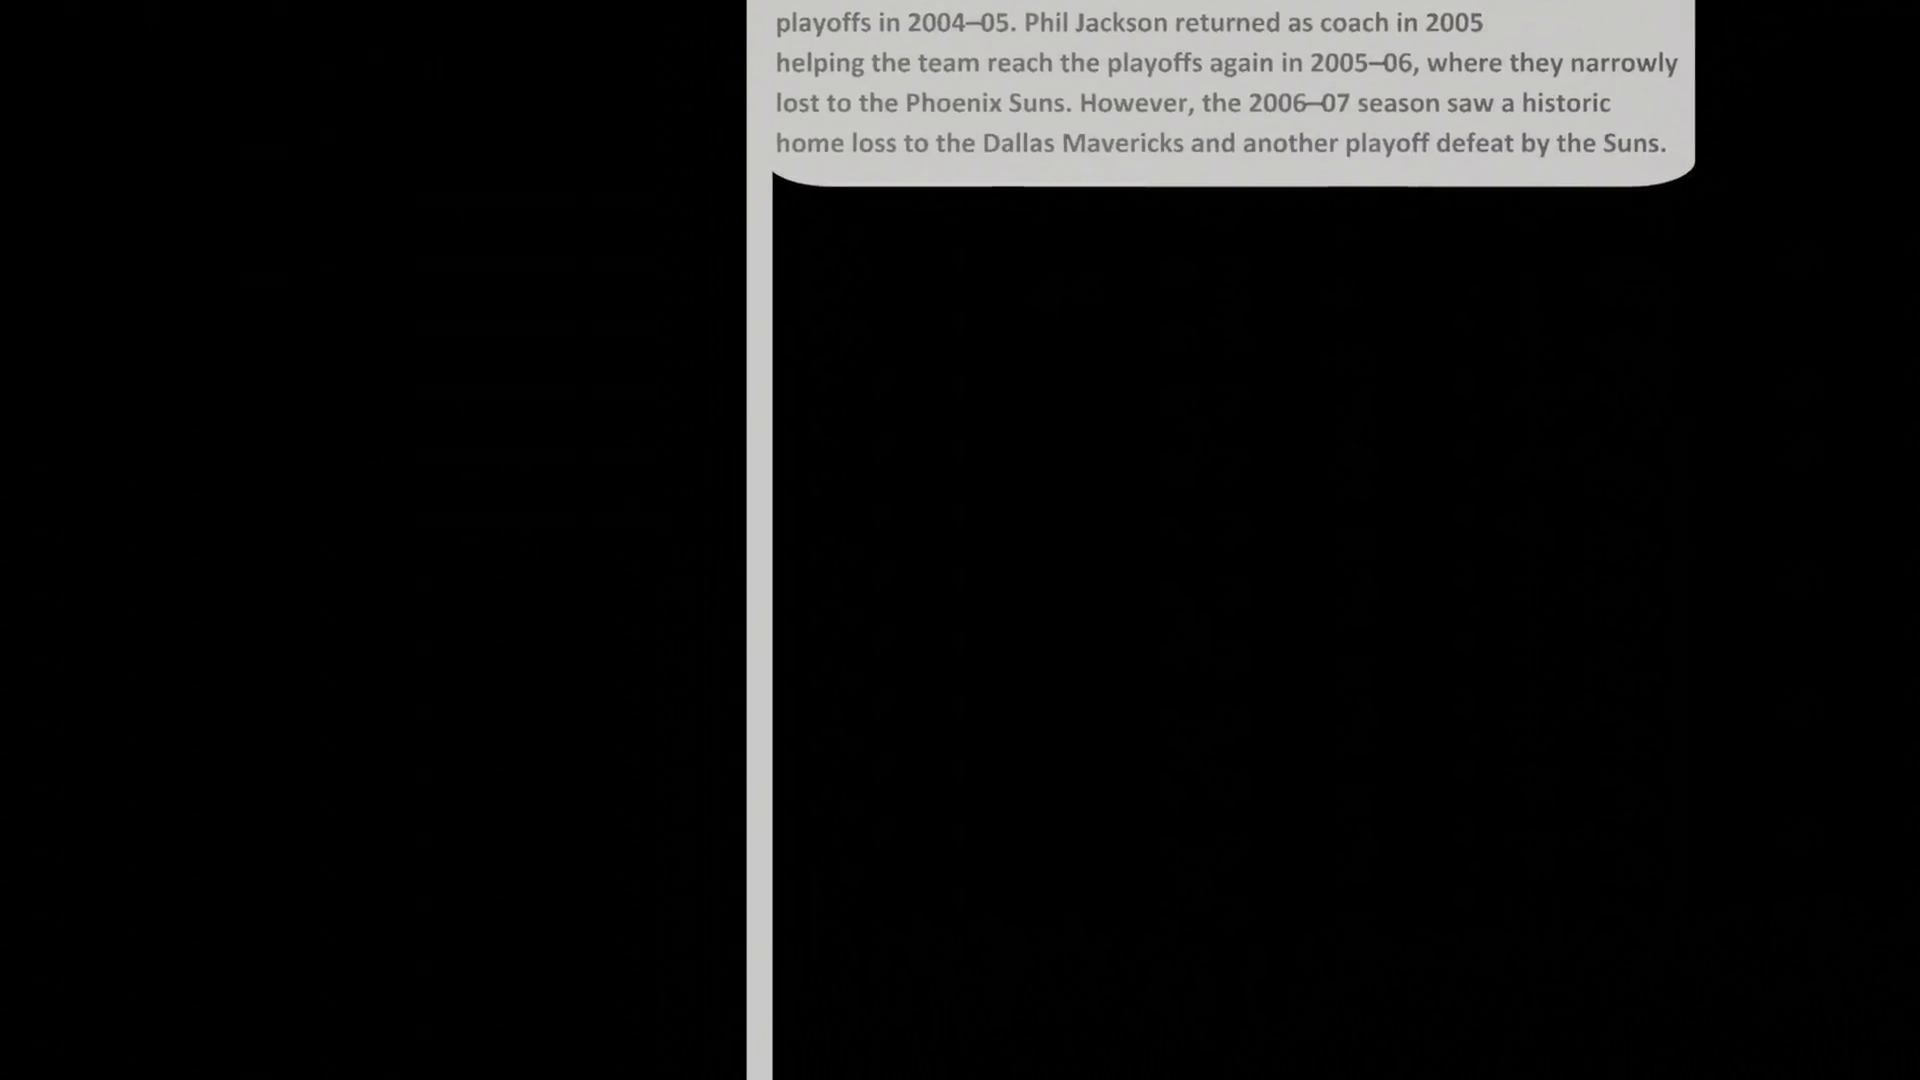 playoffs in 2004–05. Phil Jackson returned as coach in 2005
helping the team reach the playoffs again in 2005–06, where they narrowly
lost to the Phoenix Suns. However, the 2006–07 season saw a historic
home loss to the Dallas Mavericks and another playoff defeat by the Suns.